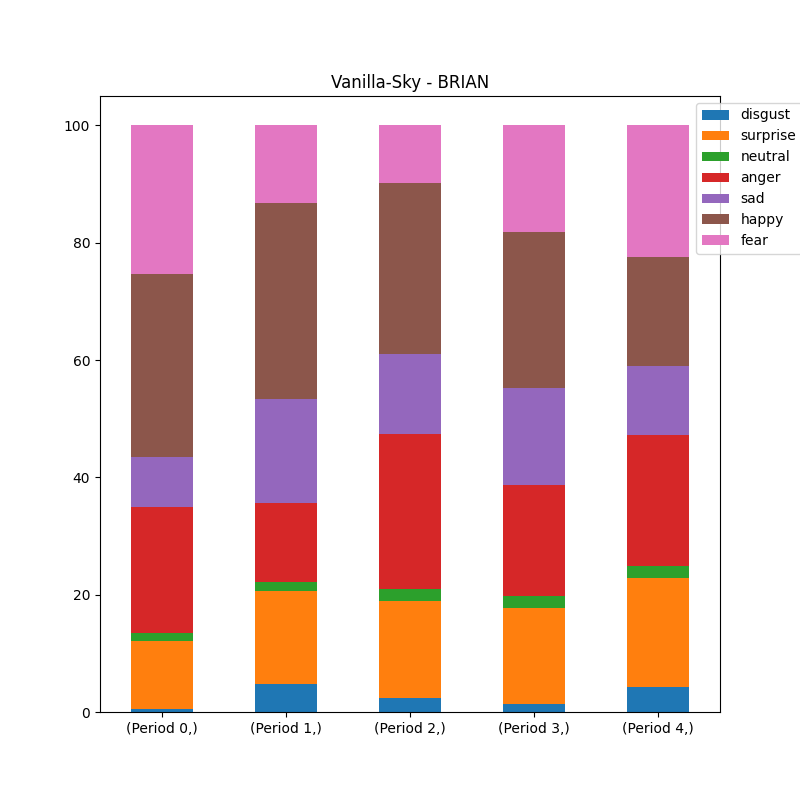 Vanilla-Sky - BRIAN
100
80
60
40
20
0
disgust
surprise
neutral
anger
sad
happy
fear
(Period 0,) (Period 1,) (Period 2,) (Period 3,) (Period 4,)